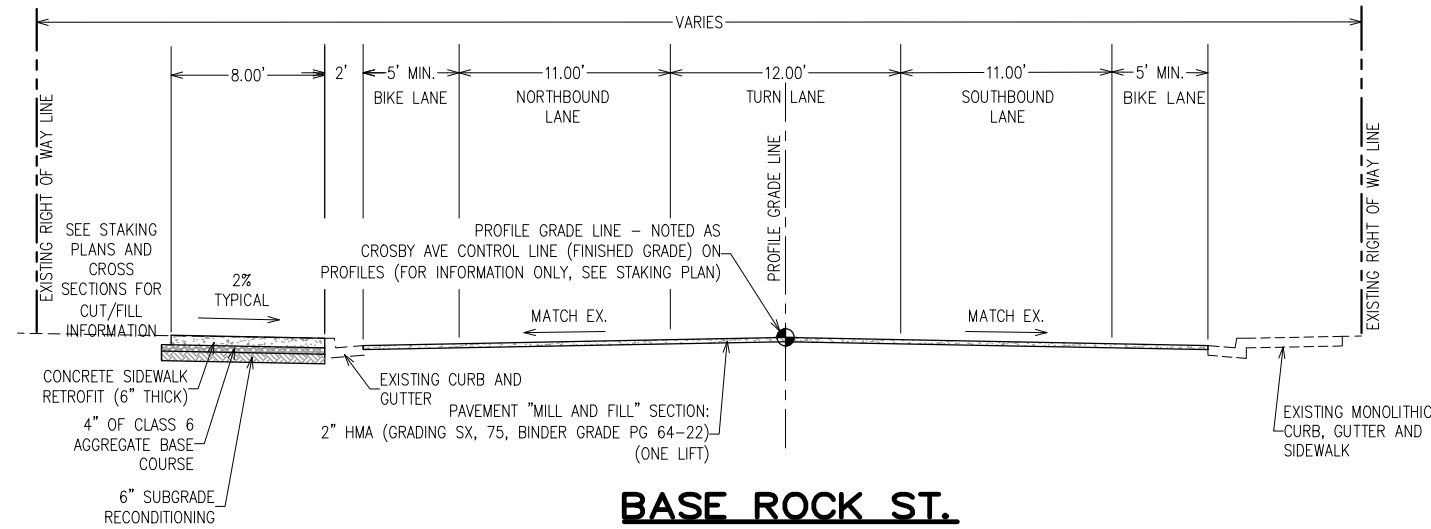 VARIES
8.00'
2'
5' MIN.
BIKE LANE
11.00'
NORTHBOUND
LANE
12.00'
TURN LANE
11.00'
SOUTHBOUND
LANE
5' MIN.
BIKE LANE
EXISTING RIGHT OF WAY LINE
SEE STAKING
PLANS AND
CROSS
SECTIONS FOR
CUT/FILL
INFORMATION
2%
TYPICAL
PROFILE GRADE LINE – NOTED AS
CROSBY AVE CONTROL LINE (FINISHED GRADE) ON
PROFILES (FOR INFORMATION ONLY, SEE STAKING PLAN)
PROFILE GRADE LINE
EXISTING RIGHT OF WAY LINE
MATCH EX.
MATCH EX.
CONCRETE SIDEWALK
RETROFIT (6" THICK)
4" OF CLASS 6
AGGREGATE BASE
COURSE
6" SUBGRADE
RECONDITIONING
EXISTING CURB AND
GUTTER
PAVEMENT "MILL AND FILL" SECTION:
2" HMA (GRADING SX, 75, BINDER GRADE PG 64–22)
(ONE LIFT)
EXISTING MONOLITHIC
CURB, GUTTER AND
SIDEWALK
BASE ROCK ST.